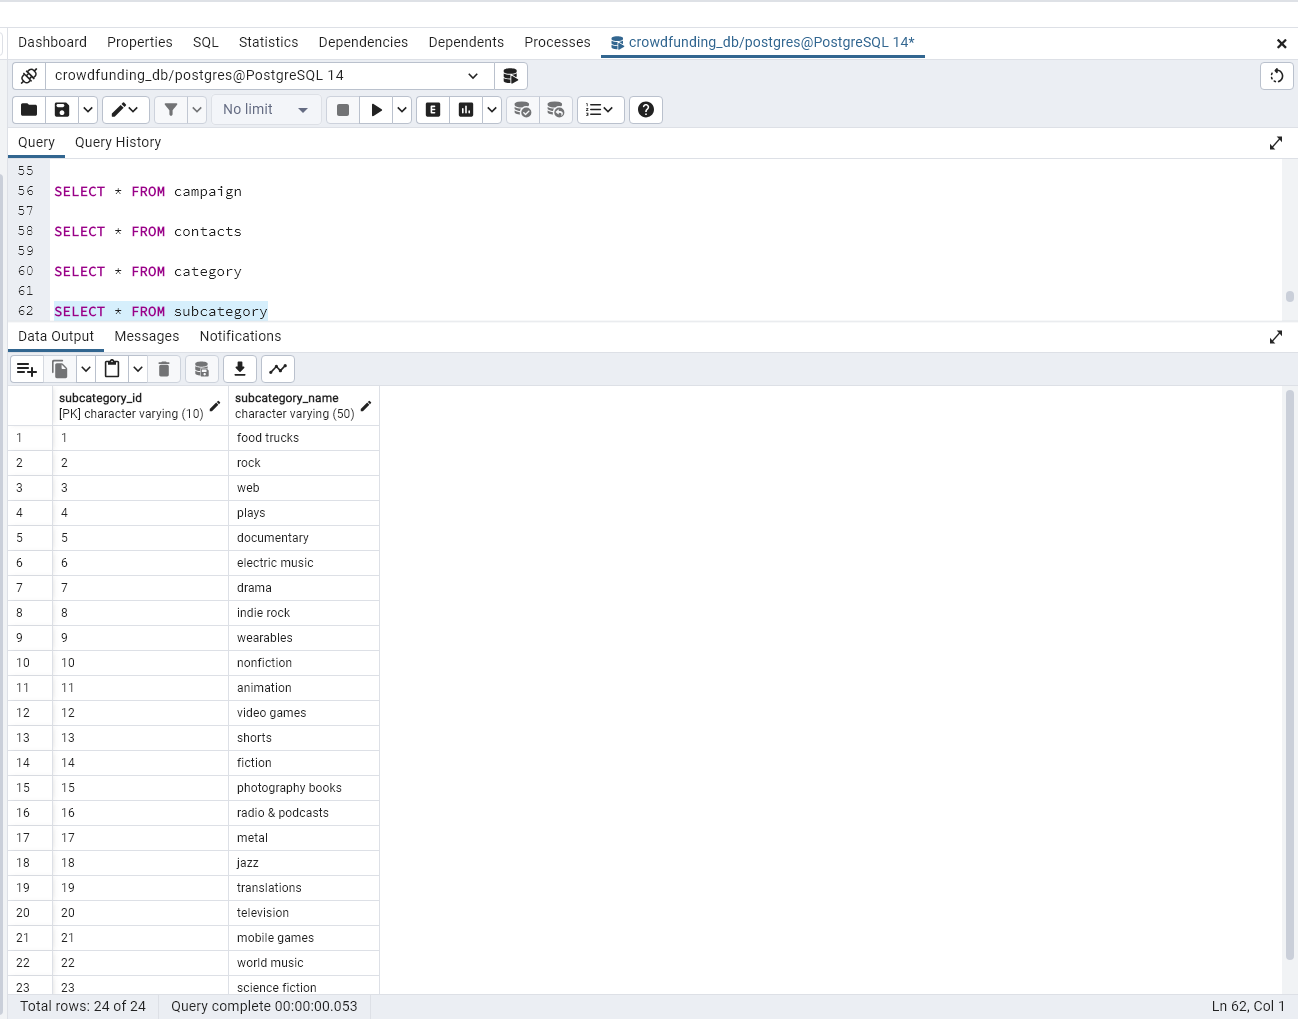 Dashboard Properties SQL Statistics Dependencies Dependents Processes crowdfunding_db/postgres@PostgreSQL 14*
crowdfunding_db/postgres@PostgreSQL 14
No limit E
Query Query History
55
56 SELECT * FROM campaign
57
58 SELECT * FROM contacts
59
60 SELECT * FROM category
61
62 SELECT * FROM subcategory
Data Output Messages Notifications
subcategory_id subcategory_name
[PK] character varying (10) character varying (50)
1 1 food trucks
2 2 rock
3 3 web
4 4 plays
5 5 documentary
6 6 electric music
7 7 drama
8 8 indie rock
9 9 wearables
10 10 nonfiction
11 11 animation
12 12 video games
13 13 shorts
14 14 fiction
15 15 photography books
16 16 radio & podcasts
17 17 metal
18 18 jazz
19 19 translations
20 20 television
21 21 mobile games
22 22 world music
23 23 science fiction
Total rows: 24 of 24 Query complete 00:00:00.053 Ln 62, Col 1